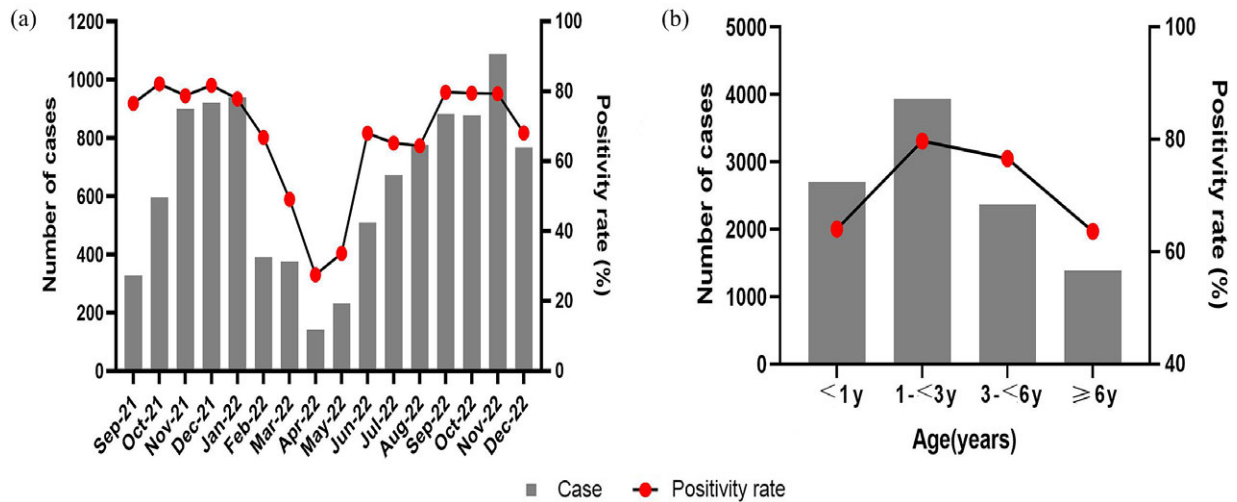 (a)
Number of cases
1200
1000
800
600
400
200
0
100
80
60
40
20
0
Positivity rate (%)
Sep-21
Oct-21
Nov-21
Dec-21
Jan-22
Feb-22
Mar-22
Apr-22
May-22
Jun-22
Jul-22
Aug-22
Sep-22
Oct-22
Nov-22
Dec-22
(b)
Number of cases
5000
4000
3000
2000
1000
0
100
80
60
40
Positivity rate (%)
<1y
1-<3y
3-<6y
≥6y
Age(years)
Case
Positivity rate